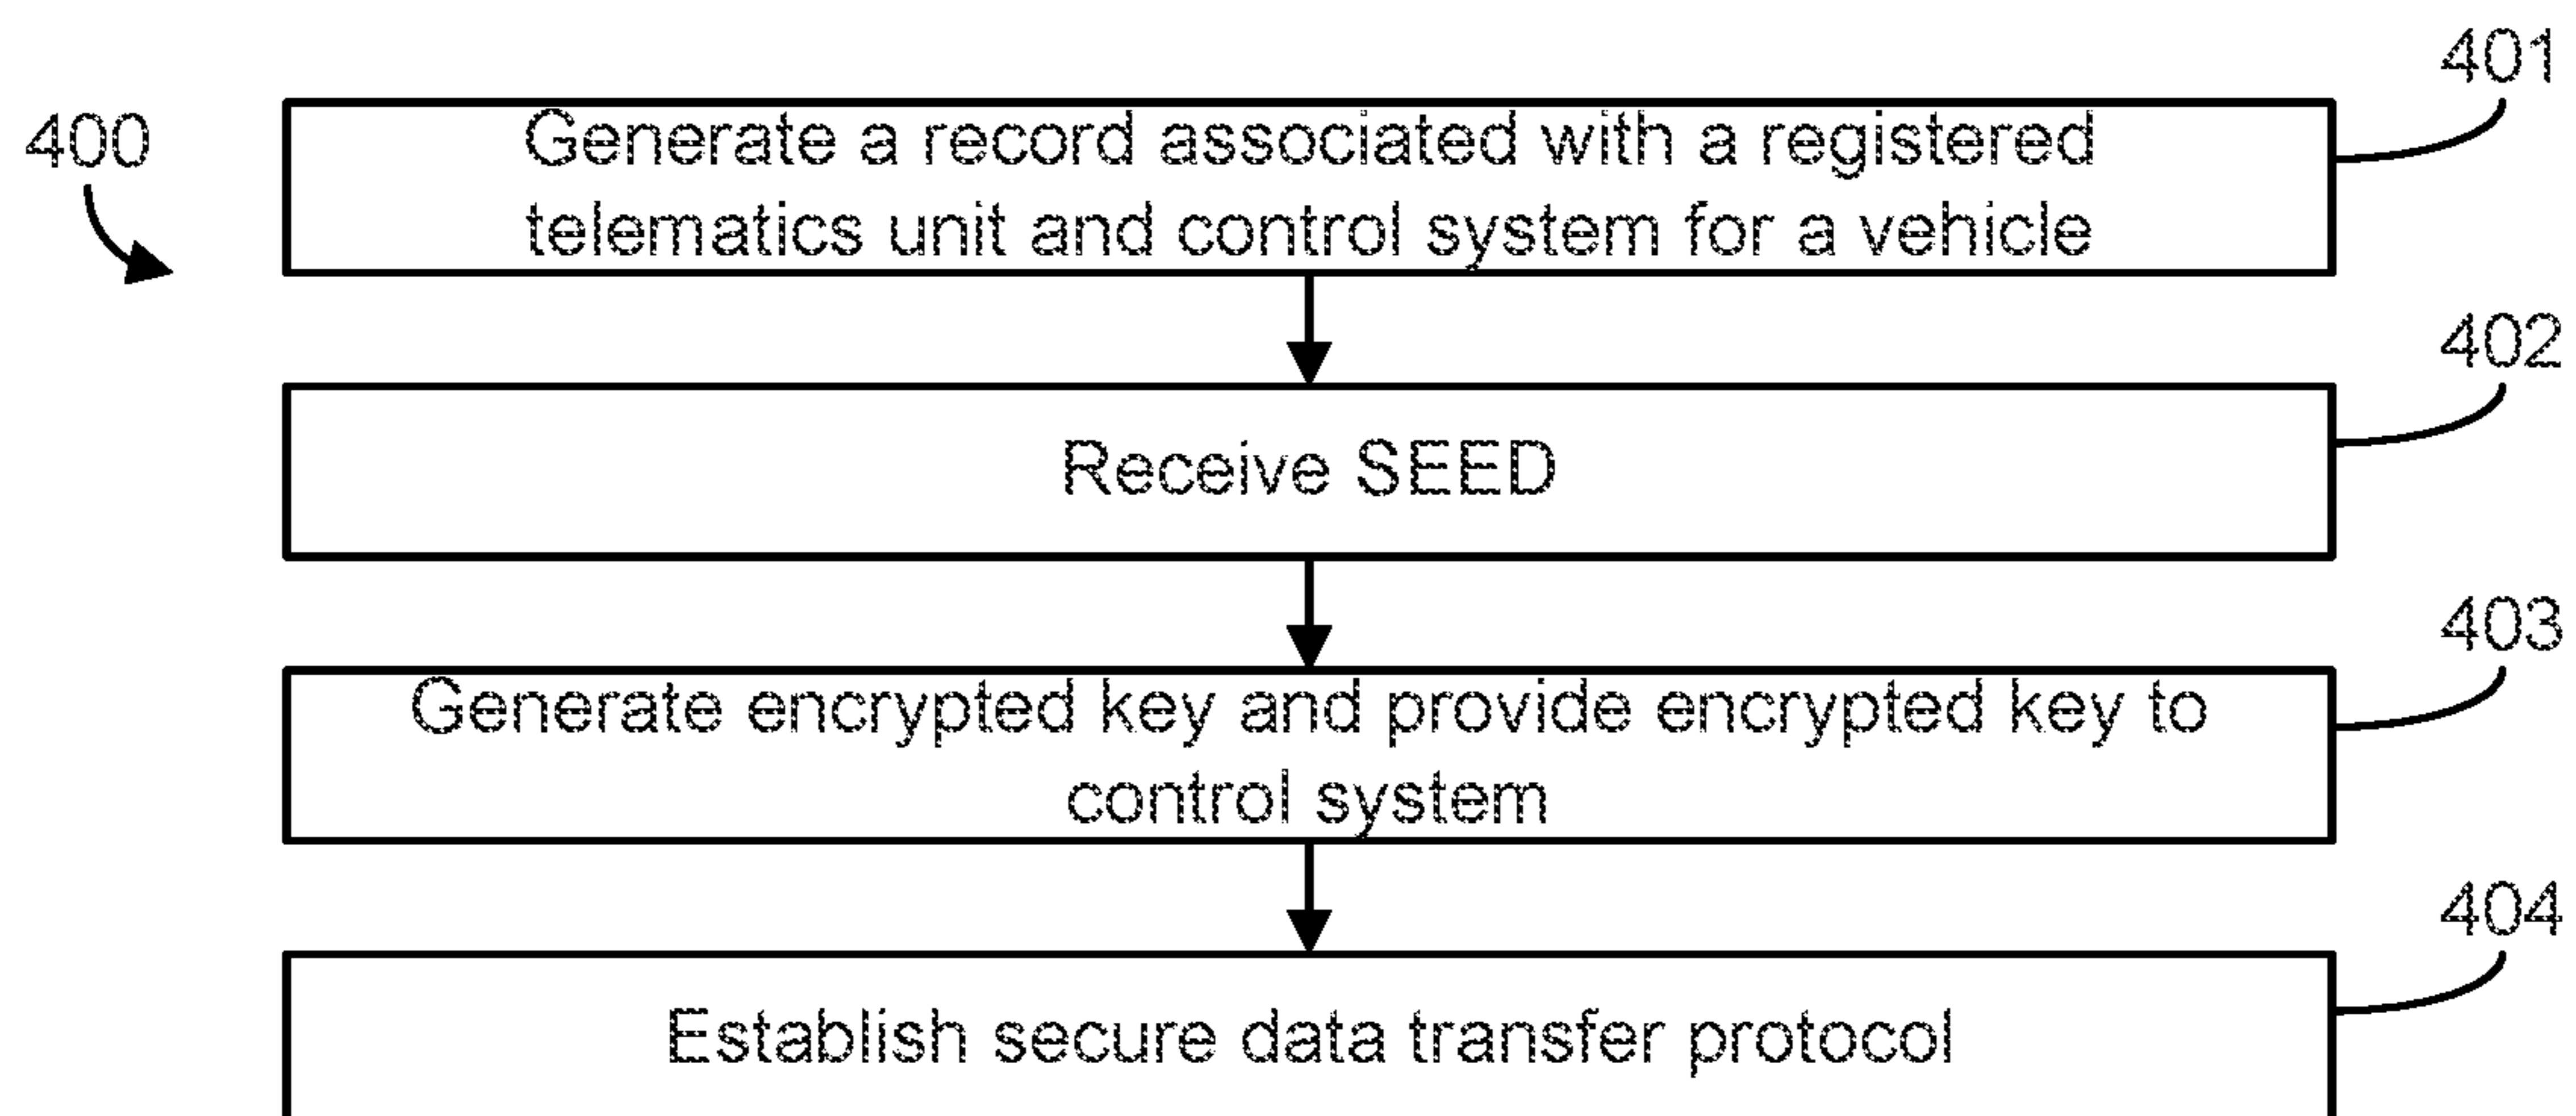 401
400
Generate a record associated with a registered
telematics unit and control system for a vehicle
402
Receive SEED
403
Generate encrypted key and provide encrypted key to
control system
404
Establish secure data transfer protocol